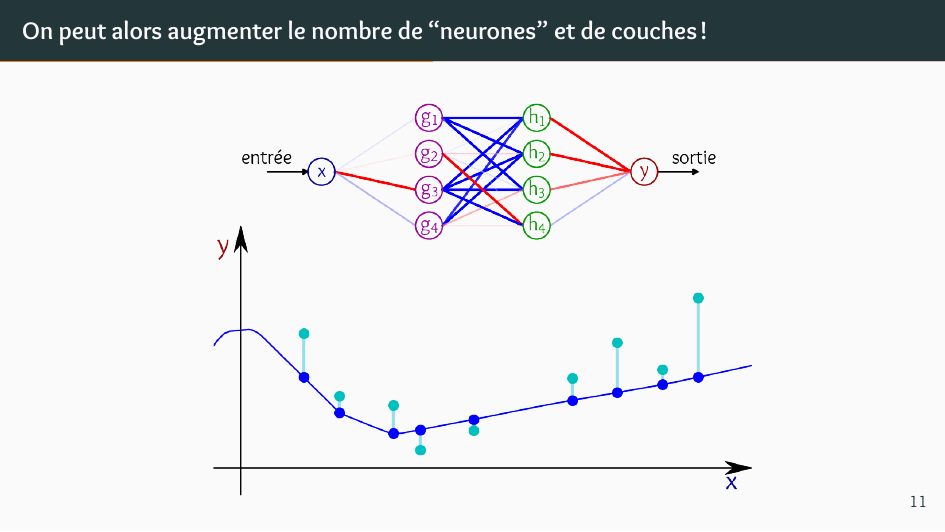 On peut alors augmenter le nombre de “neurones” et de couches !
entrée
x
g1
g2
g3
g4
h1
h2
h3
h4
y
sortie
y
x
11